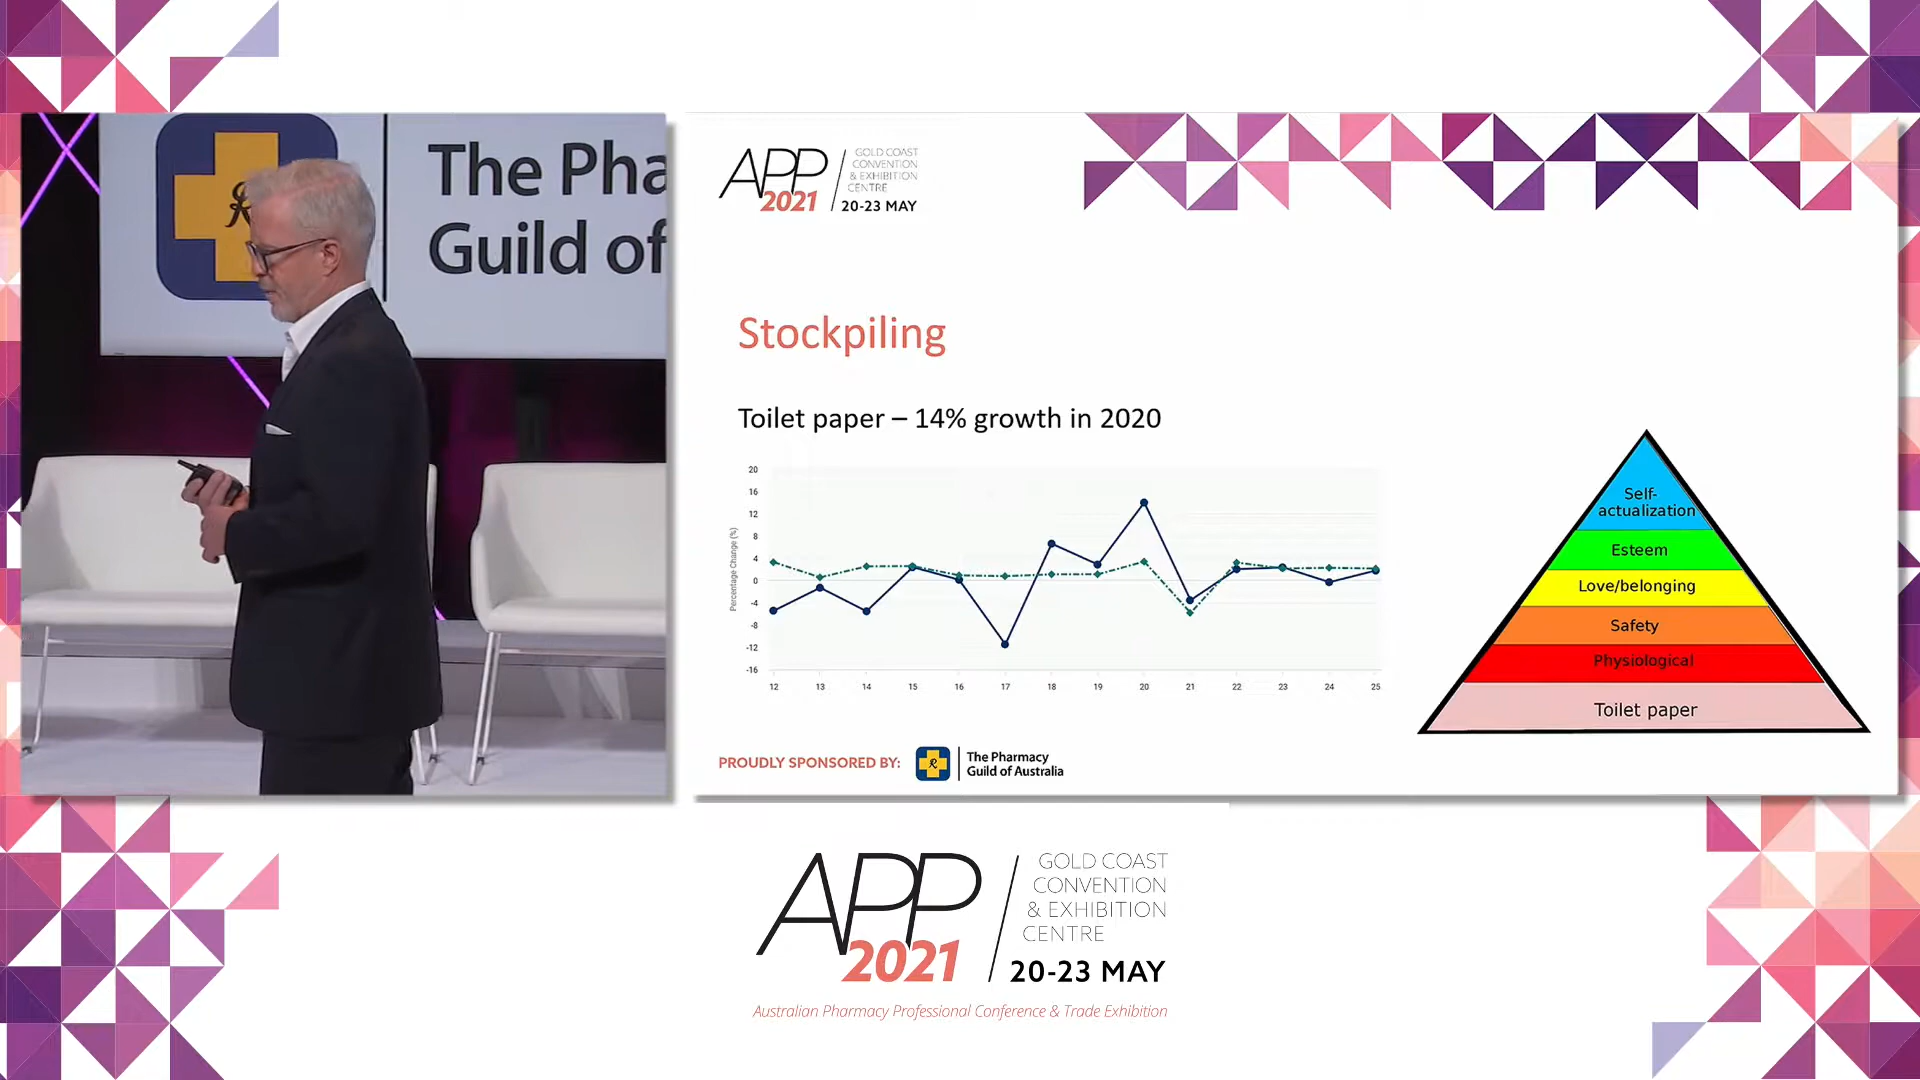 The Pha
Guild of
APP
2021
GOLD COAST
CONVENTION
& EXHIBITION
CENTRE
20-23 MAY
Stockpiling
Toilet paper – 14% growth in 2020
Percentage Change (%)
20
16
12
8
4
0
-4
-8
-12
-16
12 13 14 15 16 17 18 19 20 21 22 23 24 25
Self-
actualization
Esteem
Love/belonging
Safety
Physiological
Toilet paper
PROUDLY SPONSORED BY:
The Pharmacy
Guild of Australia
APP
2021
GOLD COAST
CONVENTION
& EXHIBITION
CENTRE
20-23 MAY
Australian Pharmacy Professional Conference & Trade Exhibition